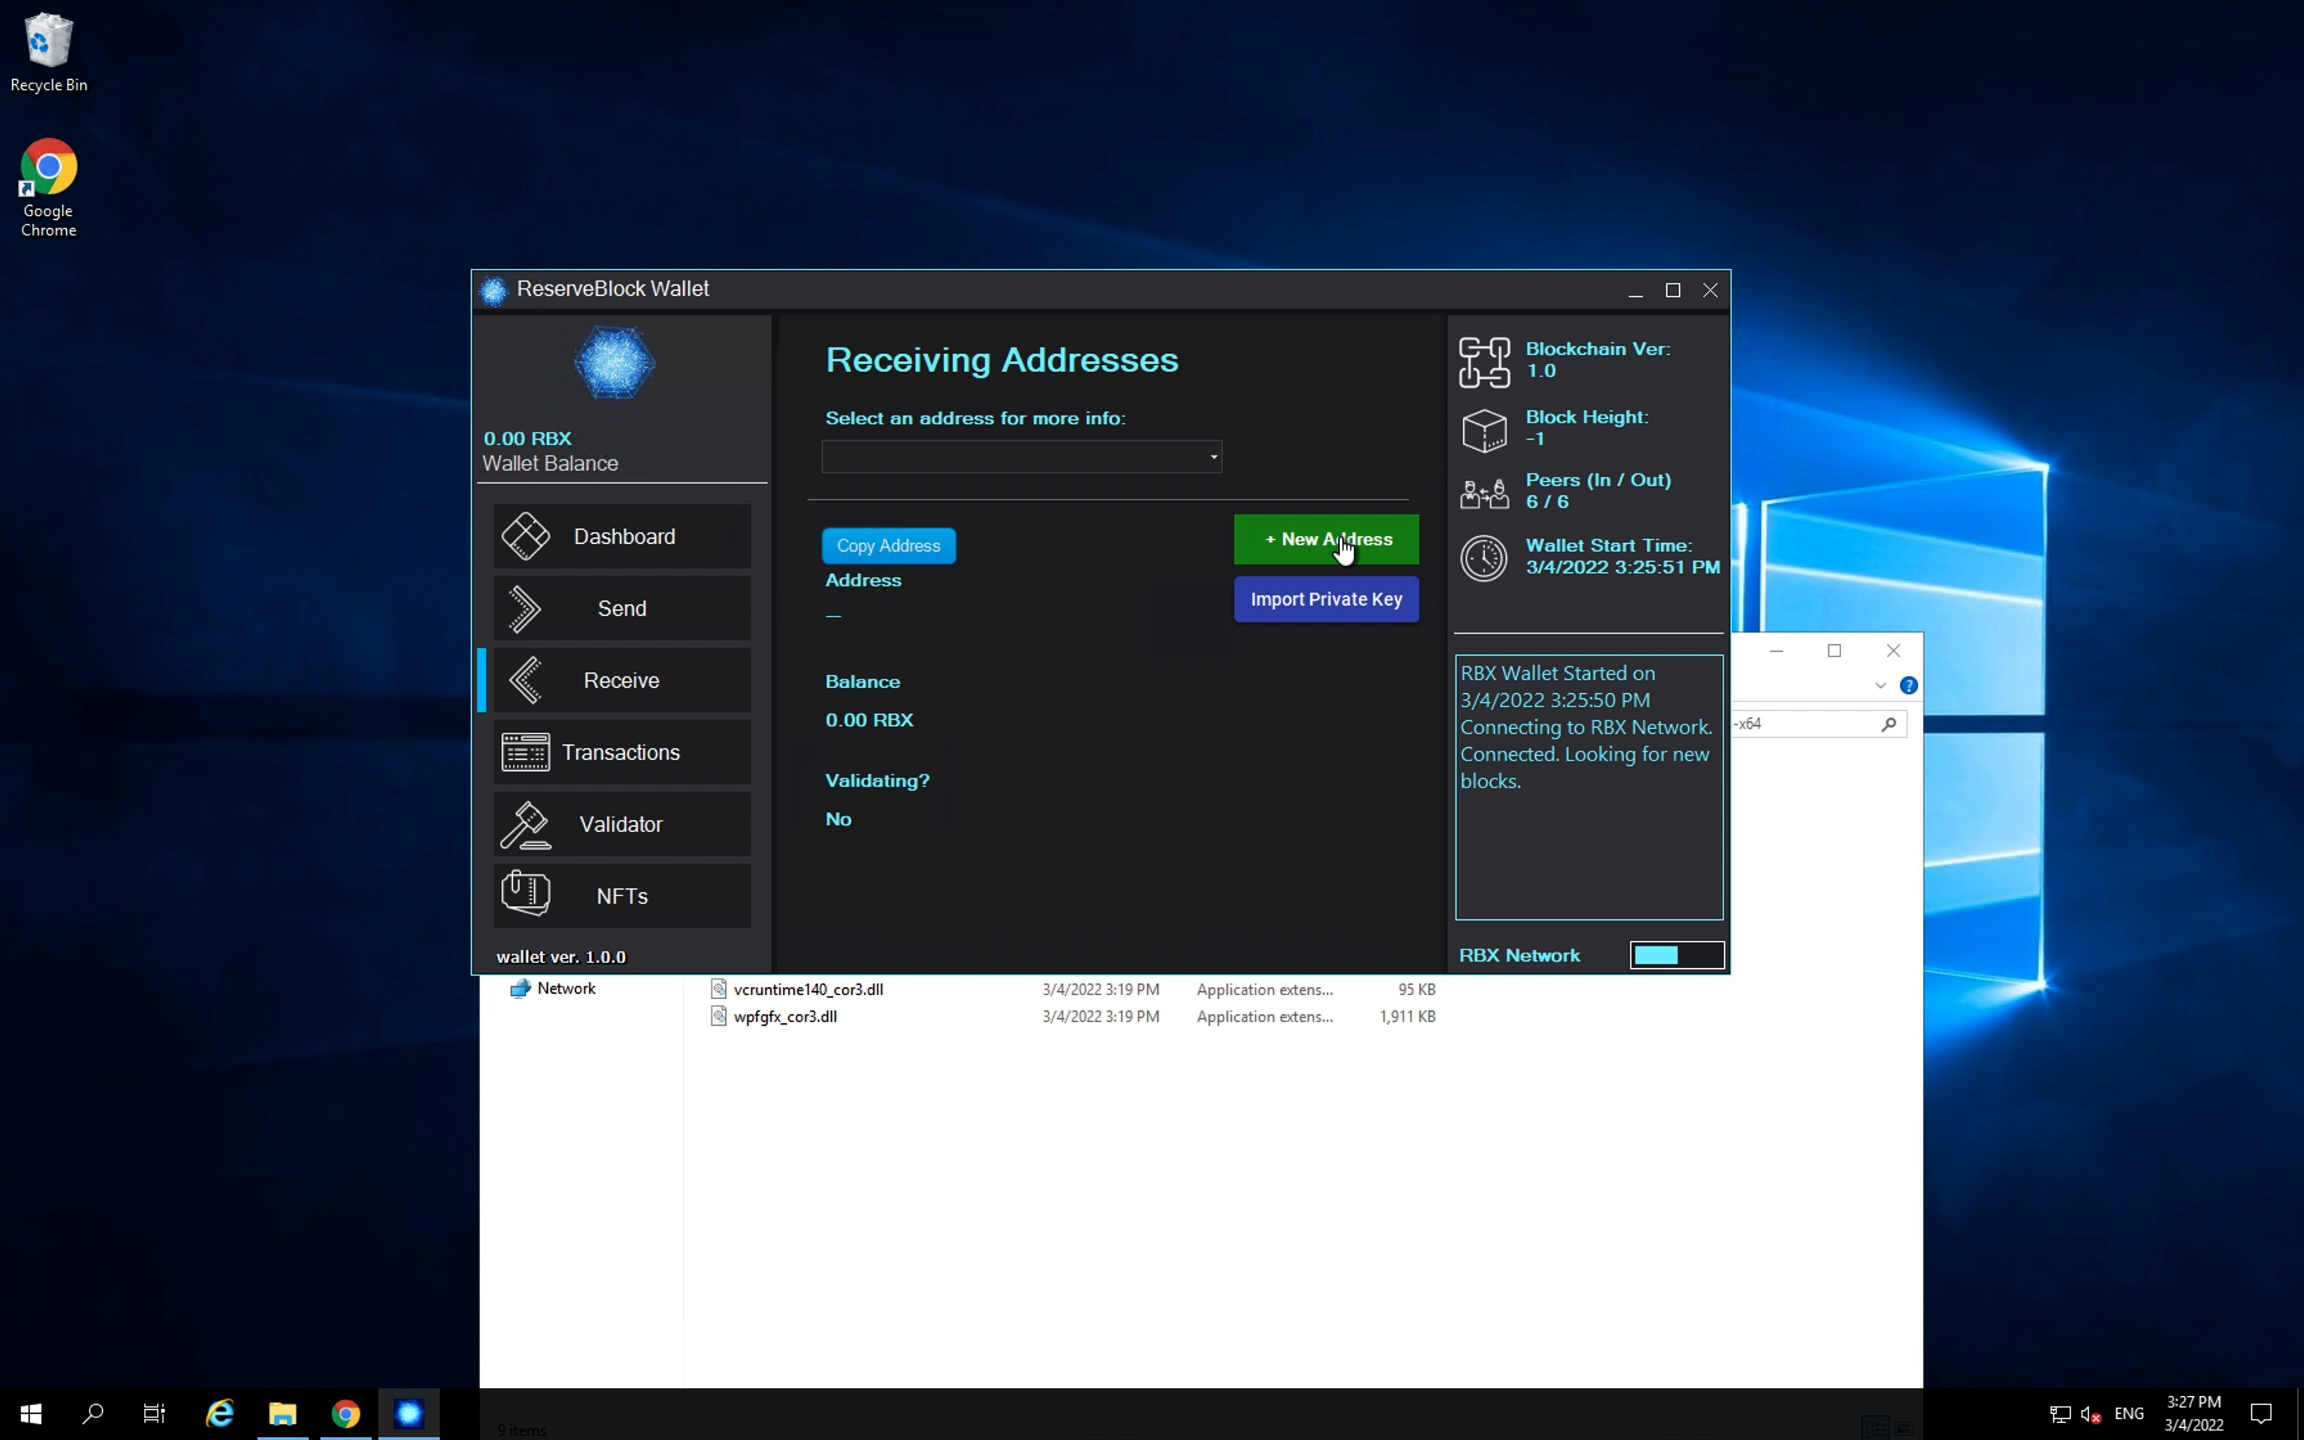 Recycle Bin
Google
Chrome
ReserveBlock Wallet
0.00 RBX
Wallet Balance
Dashboard
Send
Receive
Transactions
Validator
NFTs
wallet ver. 1.0.0
Receiving Addresses
Select an address for more info:
Copy Address
+ New Address
Import Private Key
Address
—
Balance
0.00 RBX
Validating?
No
Blockchain Ver:
1.0
Block Height:
-1
Peers (In / Out)
6 / 6
Wallet Start Time:
3/4/2022 3:25:51 PM
RBX Wallet Started on
3/4/2022 3:25:50 PM
Connecting to RBX Network.
Connected. Looking for new
blocks.
RBX Network
-x64
Network
vcruntime140_cor3.dll 3/4/2022 3:19 PM Application extens... 95 KB
wpfgfx_cor3.dll 3/4/2022 3:19 PM Application extens... 1,911 KB
9 items
ENG
3:27 PM
3/4/2022